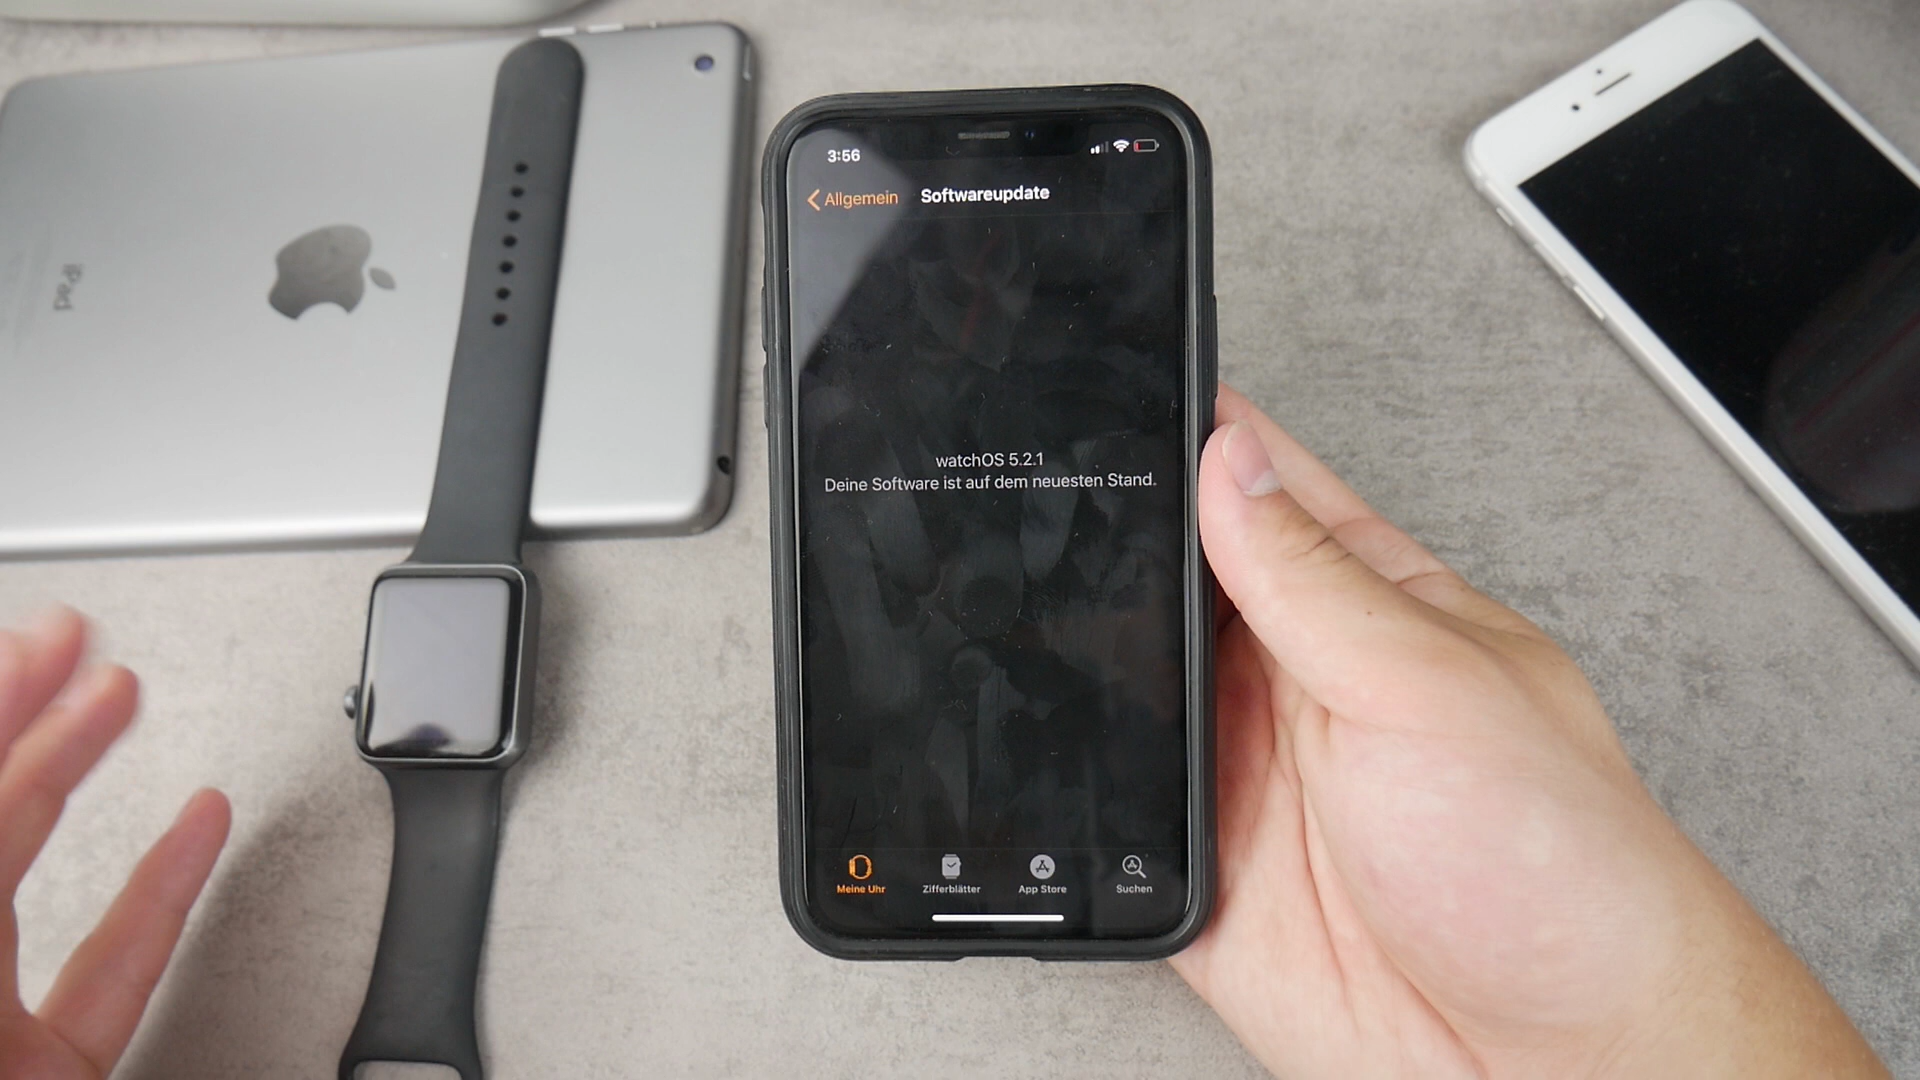 iPad
3:56
Allgemein Softwareupdate
watchOS 5.2.1
Deine Software ist auf dem neuesten Stand.
Meine Uhr Zifferblätter App Store Suchen